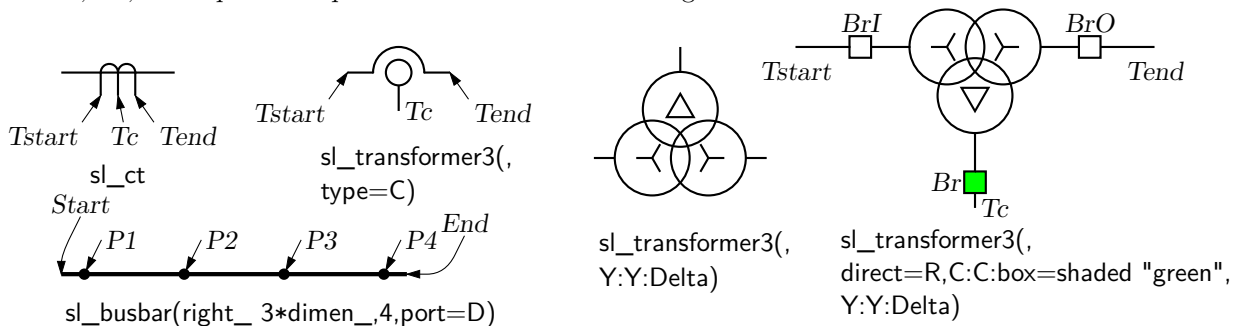 Tstart Tc Tend
sl_ct
Tstart Tc Tend
sl_transformer3(,
type=C)
Start
P1 P2 P3 P4 End
sl_busbar(right_ 3*dimen_,4,port=D)
sl_transformer3(,
Y:Y:Delta)
BrI BrO
Tstart Tend
Br
Tc
sl_transformer3(,
direct=R,C:C:box=shaded "green",
Y:Y:Delta)